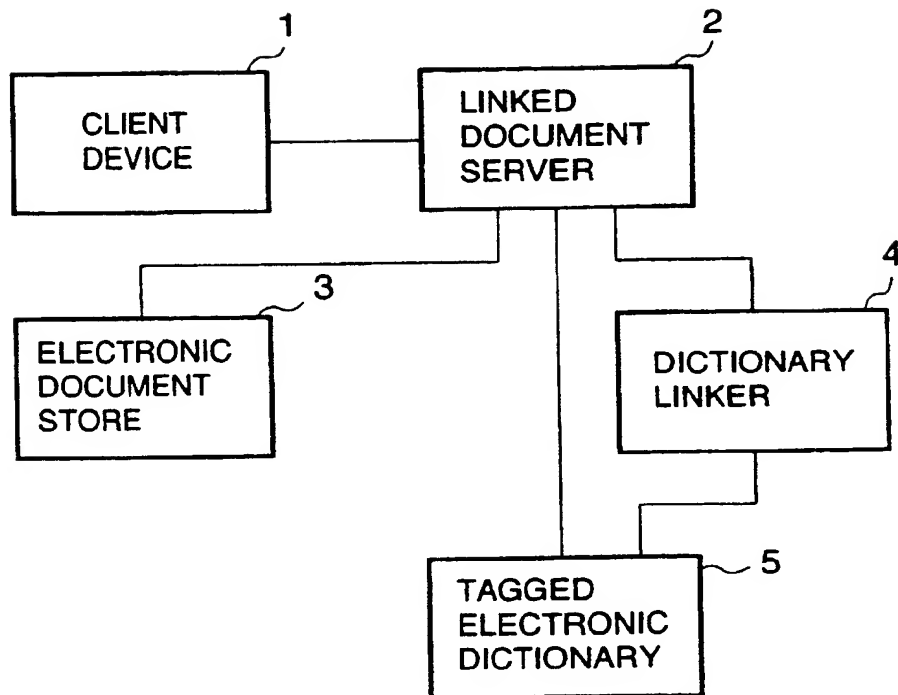 1
CLIENT
DEVICE
2
LINKED
DOCUMENT
SERVER
3
ELECTRONIC
DOCUMENT
STORE
4
DICTIONARY
LINKER
5
TAGGED
ELECTRONIC
DICTIONARY